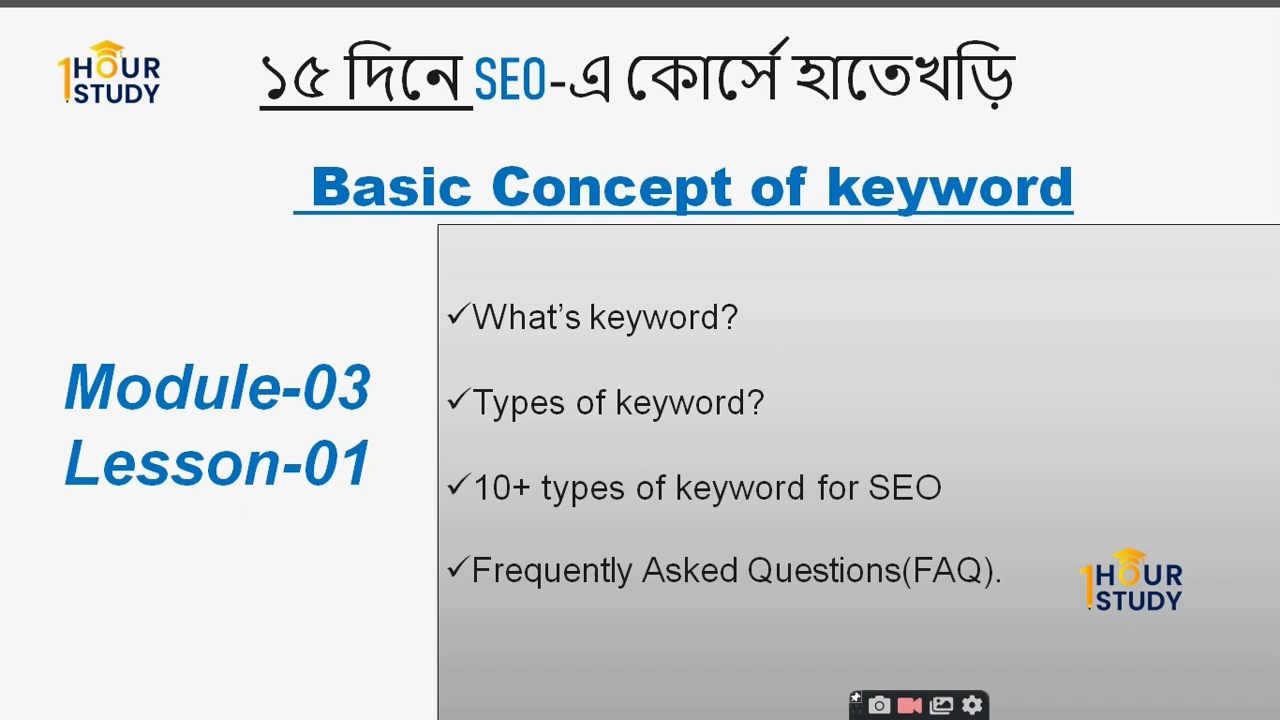 1HOUR
STUDY
১৫ দিনে SEO-এ কোর্সে হাতেখড়ি
Basic Concept of keyword
Module-03
Lesson-01
✓What's keyword?
✓Types of keyword?
✓10+ types of keyword for SEO
✓Frequently Asked Questions(FAQ).
1HOUR
STUDY